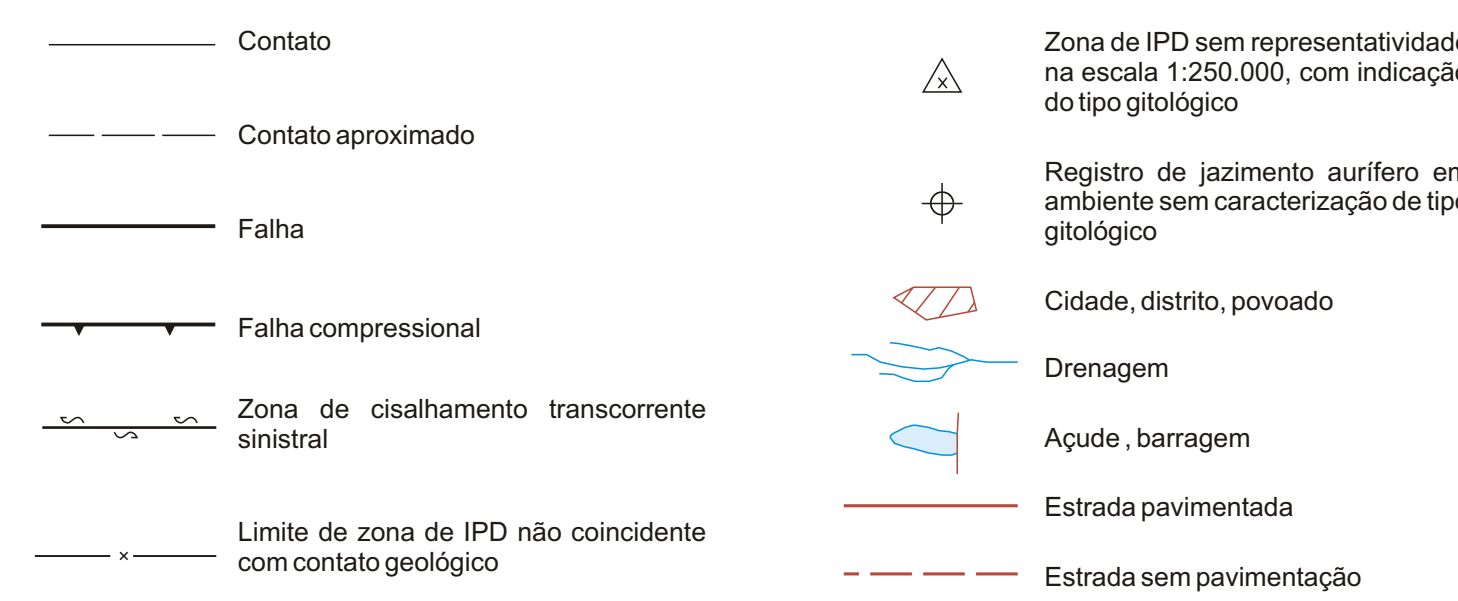 Contato
Contato aproximado
Falha
Falha compressional
Zona de cisalhamento transcorrente
sinistral
x
Limite de zona de IPD não coincidente
com contato geológico
x
Zona de IPD sem representatividade
na escala 1:250.000, com indicação
do tipo gitológico
Registro de jazimento aurífero em
ambiente sem caracterização de tipo
gitológico
Cidade, distrito, povoado
Drenagem
Açude , barragem
Estrada pavimentada
Estrada sem pavimentação